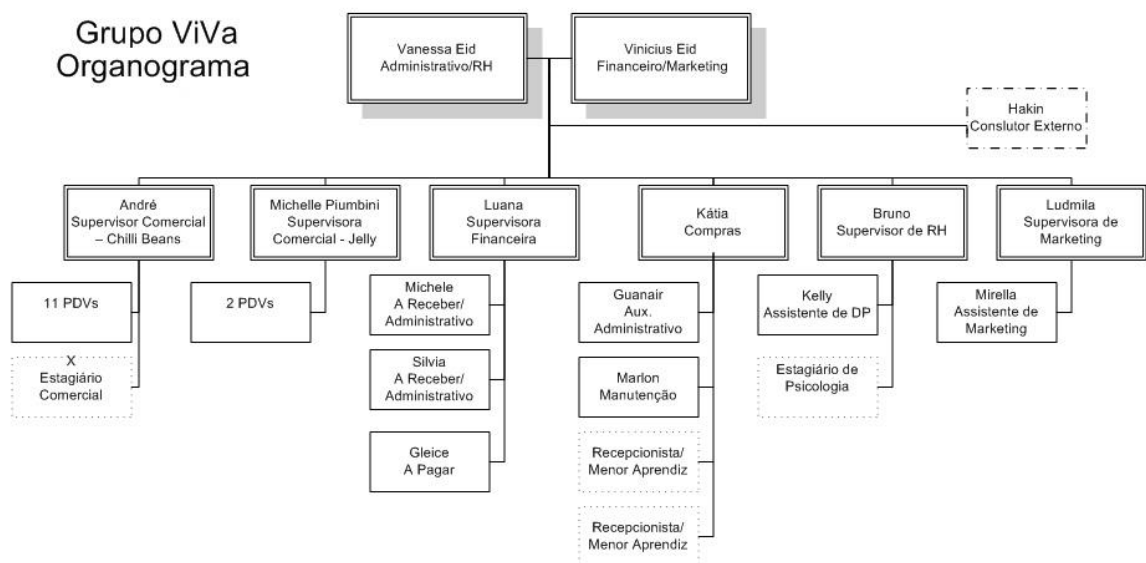 Grupo ViVa
Organograma
Vanessa Eid
Administrativo/RH
Vinicius Eid
Financeiro/Marketing
Hakin
Conslutor Externo
André
Supervisor Comercial
– Chilli Beans
Michelle Piumbini
Supervisora
Comercial - Jelly
Luana
Supervisora
Financeira
Kátia
Compras
Bruno
Supervisor de RH
Ludmila
Supervisora de
Marketing
11 PDVs
X
Estagiário
Comercial
2 PDVs
Michele
A Receber/
Administrativo
Silvia
A Receber/
Administrativo
Gleice
A Pagar
Guanair
Aux.
Administrativo
Marlon
Manutenção
Recepcionista/
Menor Aprendiz
Recepcionista/
Menor Aprendiz
Kelly
Assistente de DP
Estagiário de
Psicologia
Mirella
Assistente de
Marketing